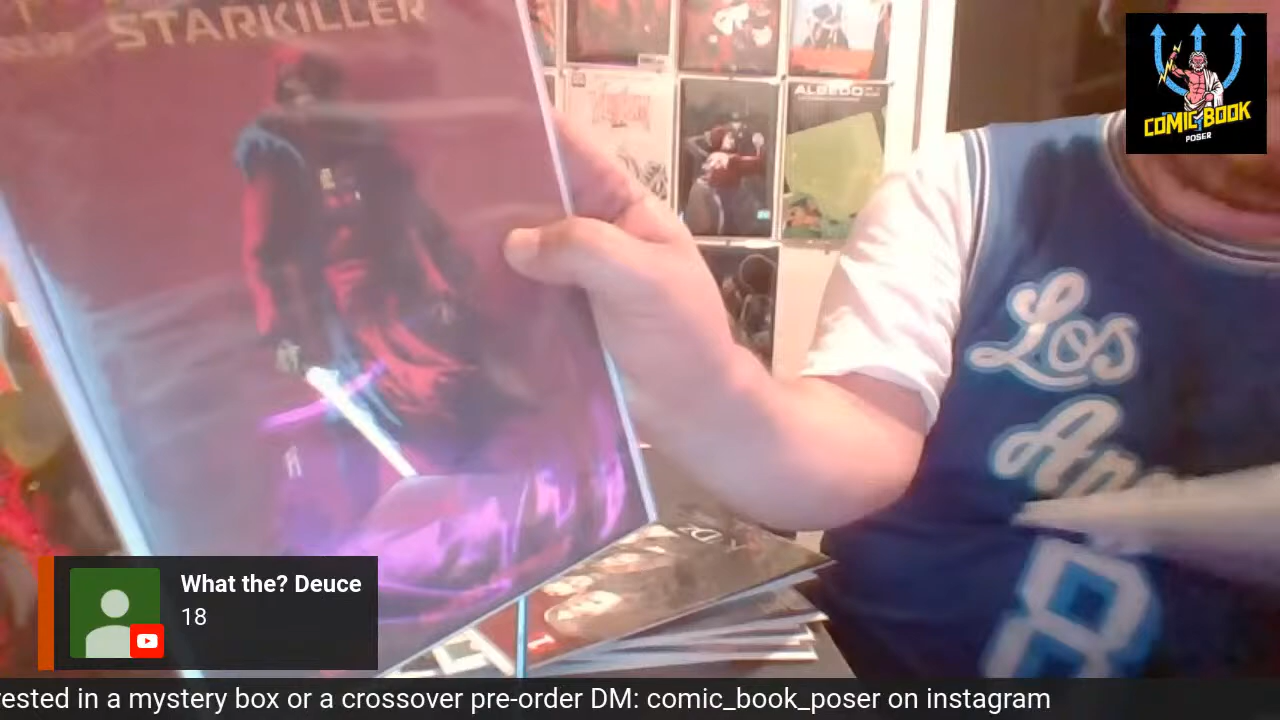 STARKILLER
ALBEDO
COMIC BOOK
POSER
Los
What the? Deuce
18
rested in a mystery box or a crossover pre-order DM: comic_book_poser on instagram